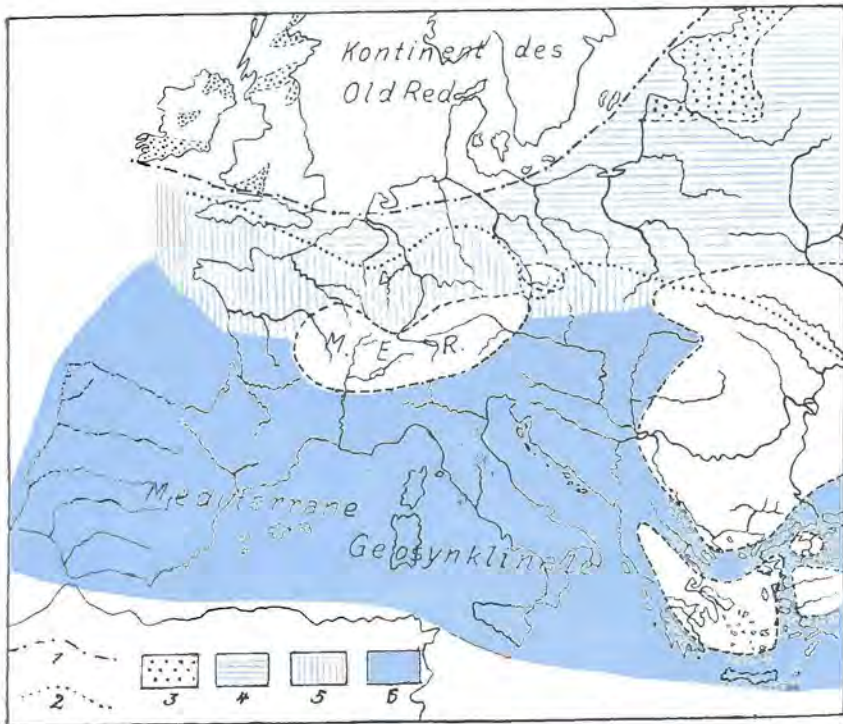 Kontinent des
Old Red
M. E. R.
Mediterrane
Geosynklinale
1
2
3 4 5 6